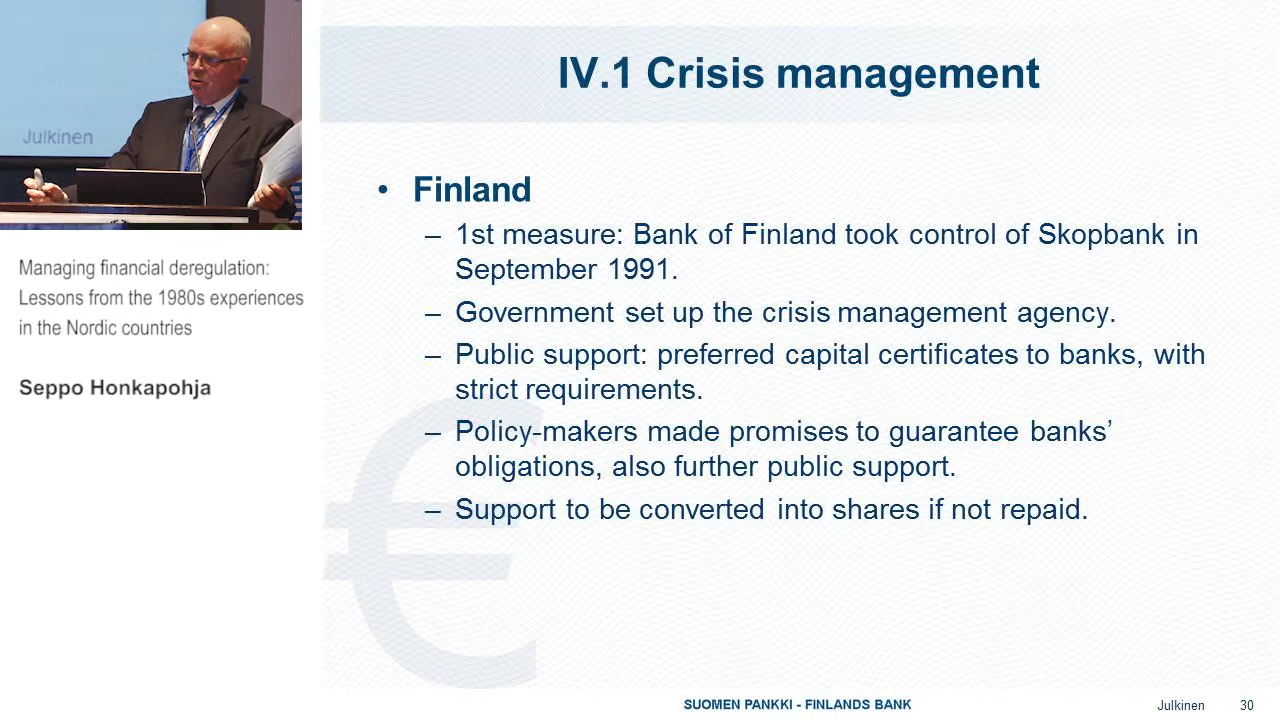 Julkinen
Managing financial deregulation:
Lessons from the 1980s experiences
in the Nordic countries
Seppo Honkapohja
IV.1 Crisis management
• Finland
– 1st measure: Bank of Finland took control of Skopbank in
September 1991.
– Government set up the crisis management agency.
– Public support: preferred capital certificates to banks, with
strict requirements.
– Policy-makers made promises to guarantee banks’
obligations, also further public support.
– Support to be converted into shares if not repaid.
€
SUOMEN PANKKI - FINLANDS BANK
Julkinen 30